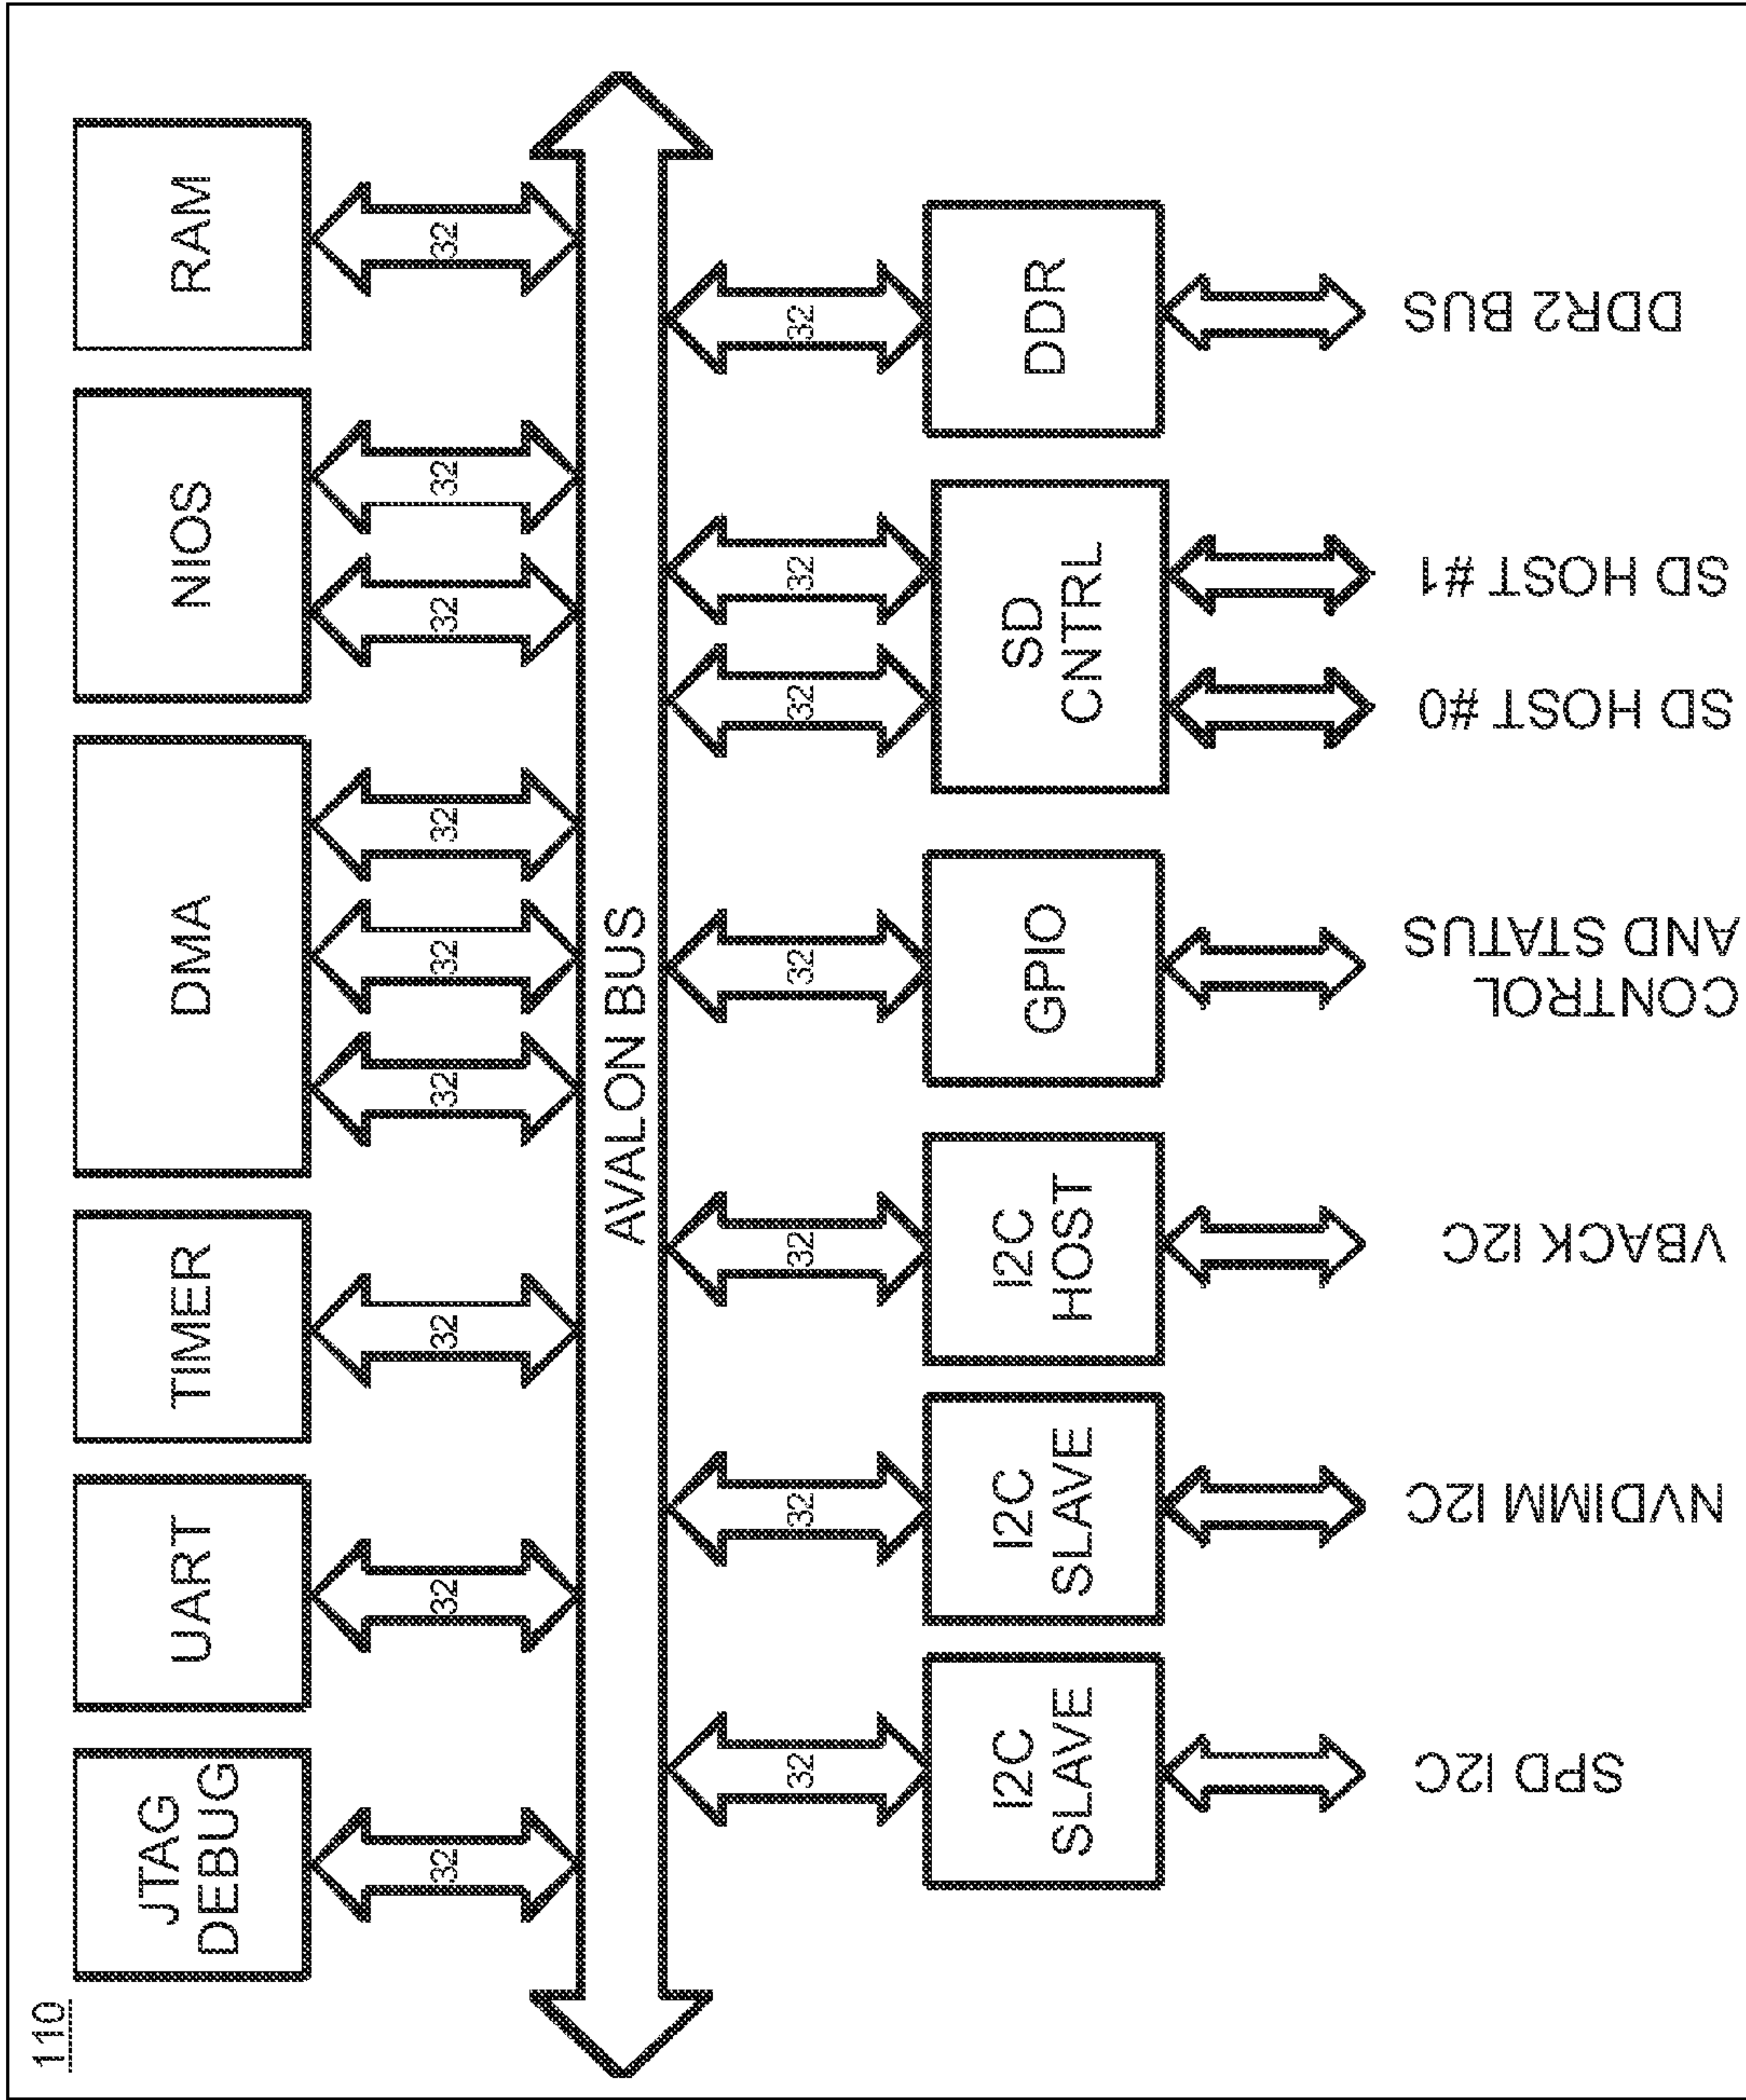 110
JTAG
DEBUG
UART
TIMER
DMA
NIOS
RAM
32
32
32
32
32
32
32
32
32
AVALON BUS
32
32
32
32
32
32
32
I2C
SLAVE
I2C
SLAVE
I2C
HOST
GPIO
SD
CNTRL
DDR
SPD I2C
NVDIMM I2C
VBACK I2C
CONTROL
AND STATUS
SD HOST #0
SD HOST #1
DDR2 BUS